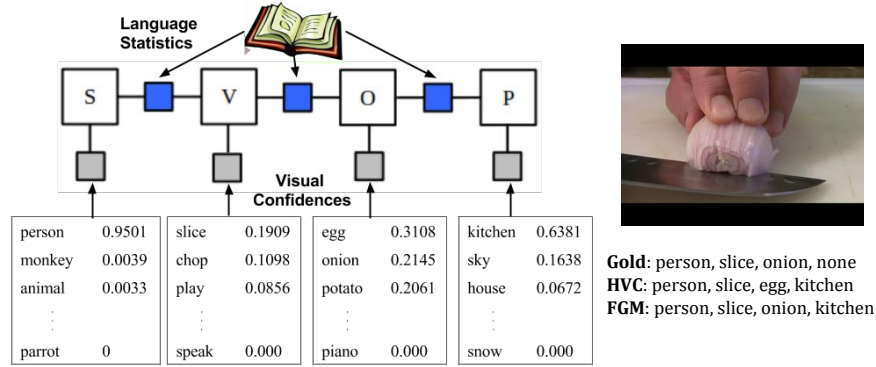 Language
Statistics
S V O P
Visual
Confidences
person 0.9501
monkey 0.0039
animal 0.0033
parrot 0
slice 0.1909
chop 0.1098
play 0.0856
speak 0.000
egg 0.3108
onion 0.2145
potato 0.2061
piano 0.000
kitchen 0.6381
sky 0.1638
house 0.0672
snow 0.000
Gold: person, slice, onion, none
HVC: person, slice, egg, kitchen
FGM: person, slice, onion, kitchen